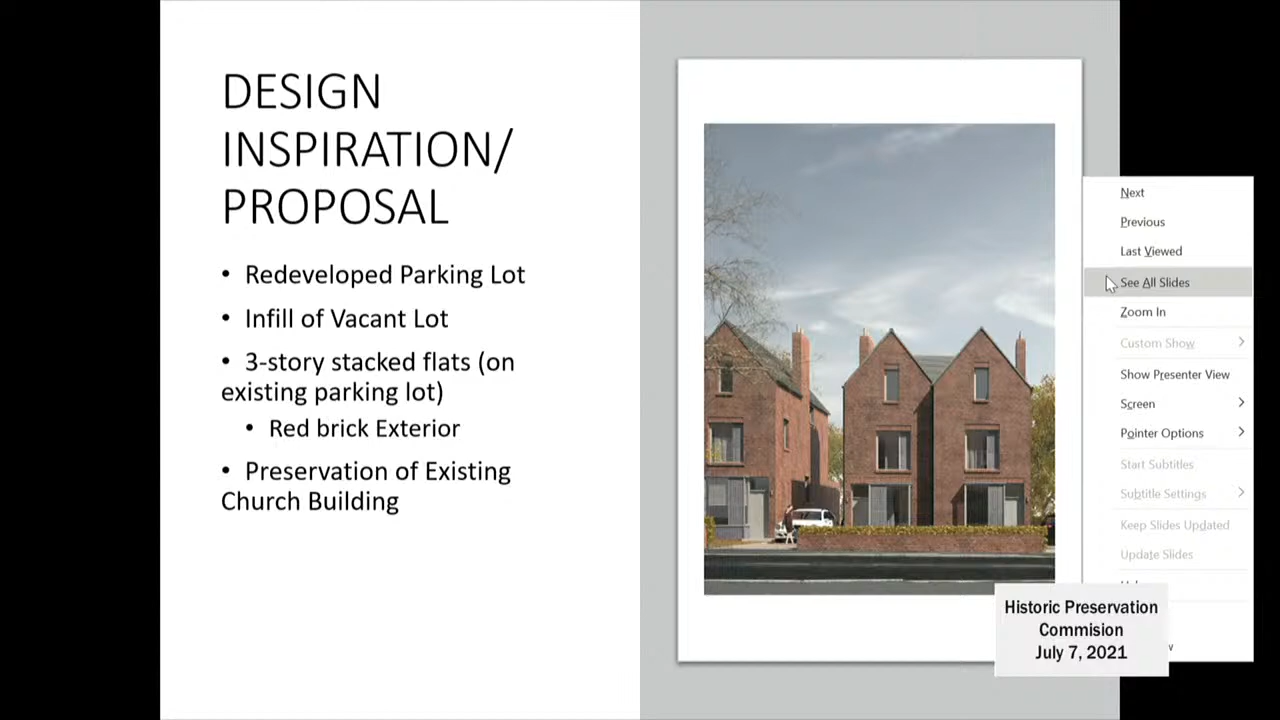 DESIGN
INSPIRATION/
PROPOSAL
• Redeveloped Parking Lot
• Infill of Vacant Lot
• 3-story stacked flats (on
existing parking lot)
• Red brick Exterior
• Preservation of Existing
Church Building
Next
Previous
Last Viewed
See All Slides
Zoom In
Custom Show
Show Presenter View
Screen
Pointer Options
Start Subtitles
Subtitle Settings
Keep Slides Updated
Update Slides
Historic Preservation
Commision
July 7, 2021